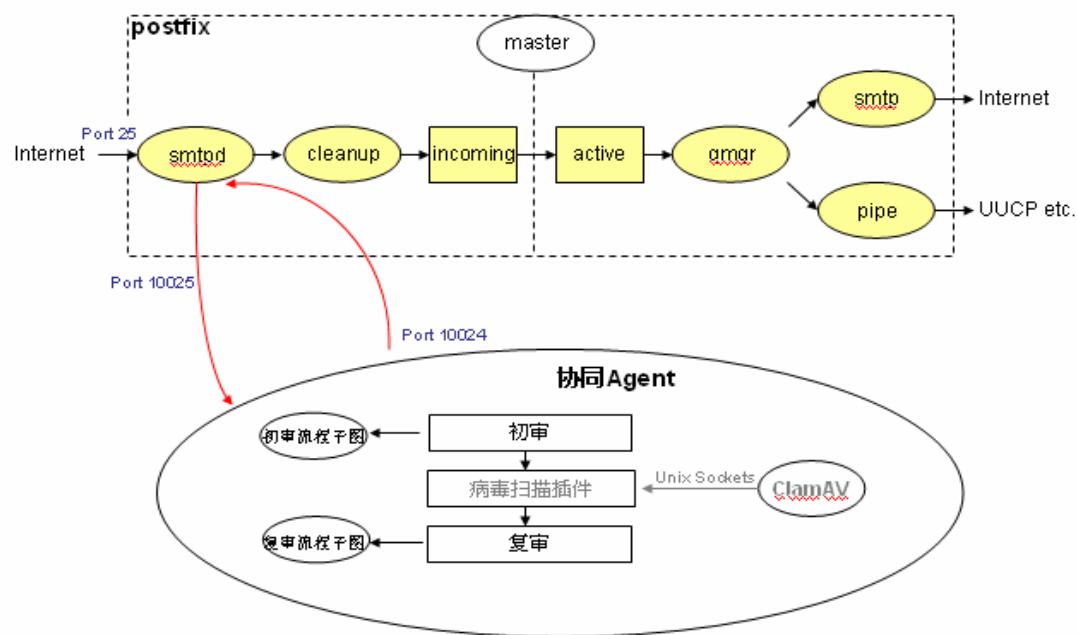 postfix
master
smtp
Internet
Port 25
Internet
smtpd
cleanup
incoming
active
qmgr
pipe
UUCP etc.
Port 10025
Port 10024
协同Agent
初审流程子图
初审
病毒扫描插件
Unix Sockets
ClamAV
复审流程子图
复审